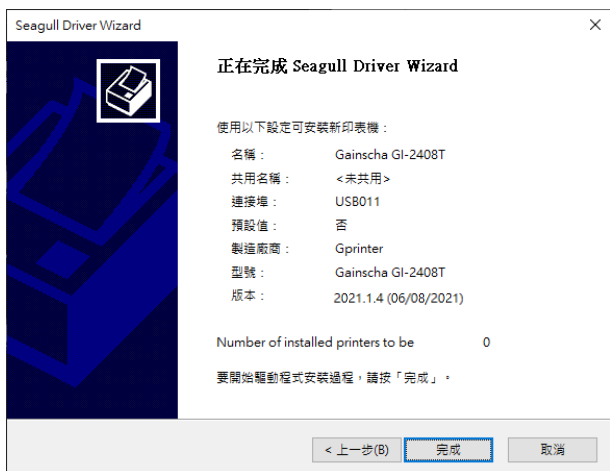 Seagull Driver Wizard
正在完成 Seagull Driver Wizard
使用以下設定可安裝新印表機：
名稱： Gainscha GI-2408T
共用名稱： <未共用>
連接埠： USB011
預設值： 否
製造廠商： Gprinter
型號： Gainscha GI-2408T
版本： 2021.1.4 (06/08/2021)
Number of installed printers to be 0
要開始驅動程式安裝過程，請按「完成」。
< 上一步(B) 完成 取消